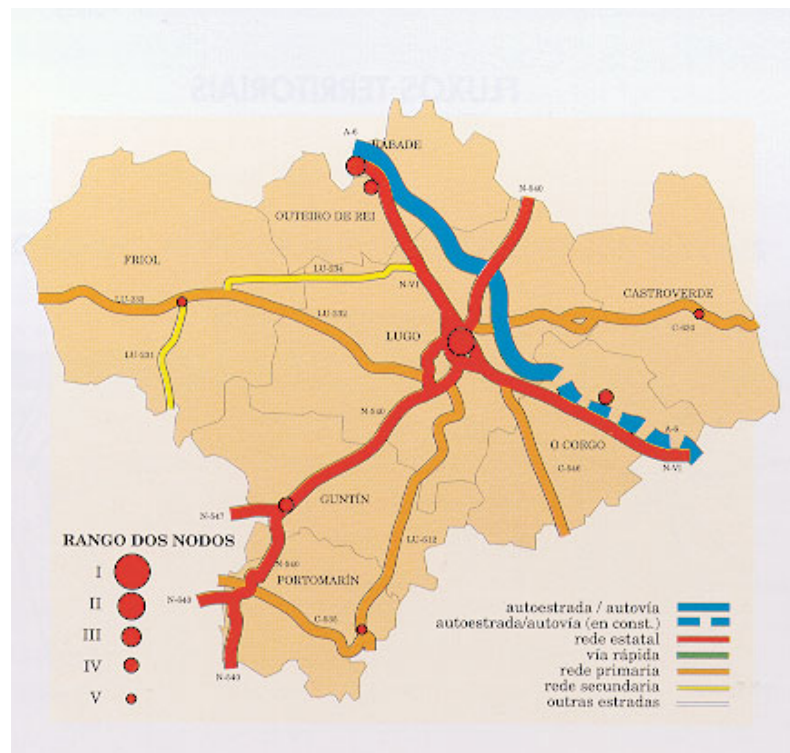 FLUXOS TERRITORIAIS
A-6
RÁBADE
N-540
OUTEIRO DE REI
FRIOL
LU-234
N-VI
CASTROVERDE
LU-232
LU-232
LUGO
C-630
LU-231
N-540
A-6
O CORGO
N-VI
C-546
GUNTÍN
N-547
RANGO DOS NODOS
LU-612
N-540
PORTOMARÍN
I
II
III
IV
V
N-540
C-535
N-540
autoestrada / autovía
autoestrada/autovía (en const.)
rede estatal
vía rápida
rede primaria
rede secundaria
outras estradas